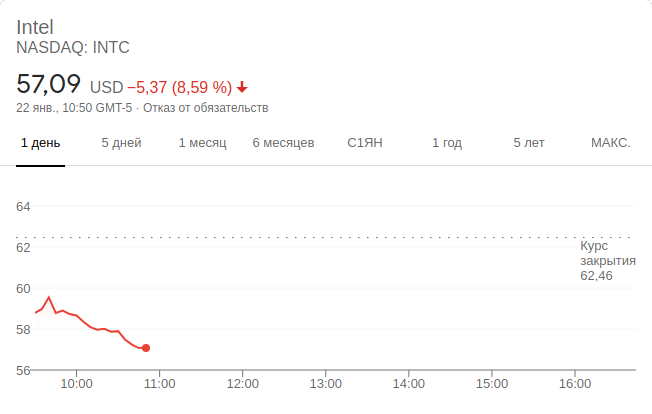 Intel
NASDAQ: INTC
57,09 USD −5,37 (8,59 %)
22 янв., 10:50 GMT-5 · Отказ от обязательств
1 день 5 дней 1 месяц 6 месяцев С1ЯН 1 год 5 лет МАКС.
64
62
60
58
56
Курс
закрытия
62,46
10:00 11:00 12:00 13:00 14:00 15:00 16:00